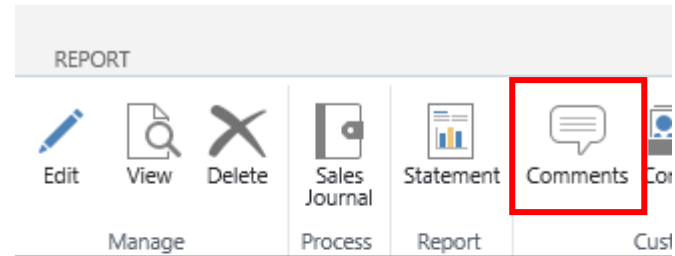 REPORT
Edit
View
Delete
Sales
Journal
Statement
Comments
Manage
Process
Report